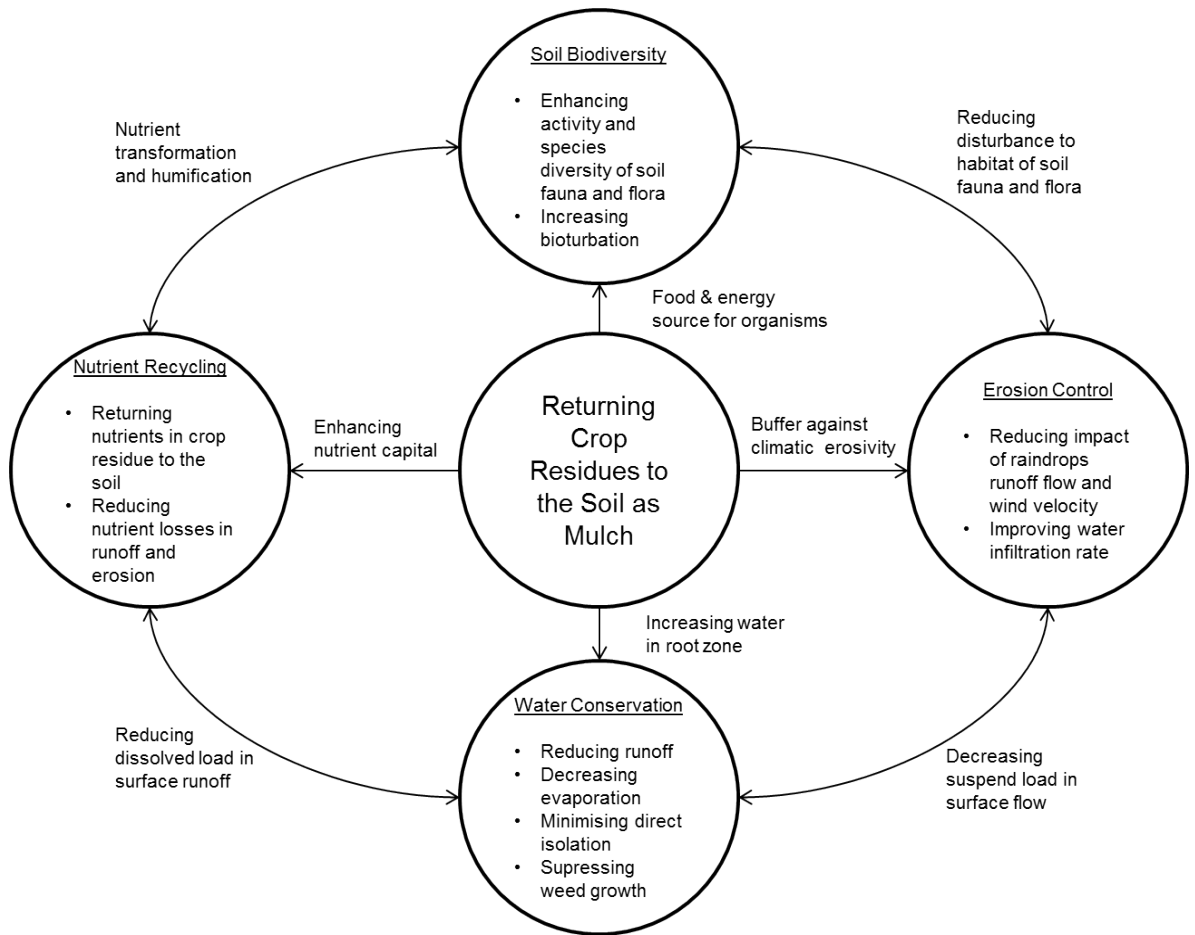 Soil Biodiversity
• Enhancing
activity and
species
diversity of soil
fauna and flora
• Increasing
bioturbation
Nutrient
transformation
and humification
Reducing
disturbance to
habitat of soil
fauna and flora
Food & energy
source for organisms
Nutrient Recycling
• Returning
nutrients in crop
residue to the
soil
• Reducing
nutrient losses in
runoff and
erosion
Enhancing
nutrient capital
Returning
Crop
Residues to
the Soil as
Mulch
Buffer against
climatic erosivity
Erosion Control
• Reducing impact
of raindrops
runoff flow and
wind velocity
• Improving water
infiltration rate
Increasing water
in root zone
Water Conservation
• Reducing runoff
• Decreasing
evaporation
• Minimising direct
isolation
• Supressing
weed growth
Reducing
dissolved load in
surface runoff
Decreasing
suspend load in
surface flow